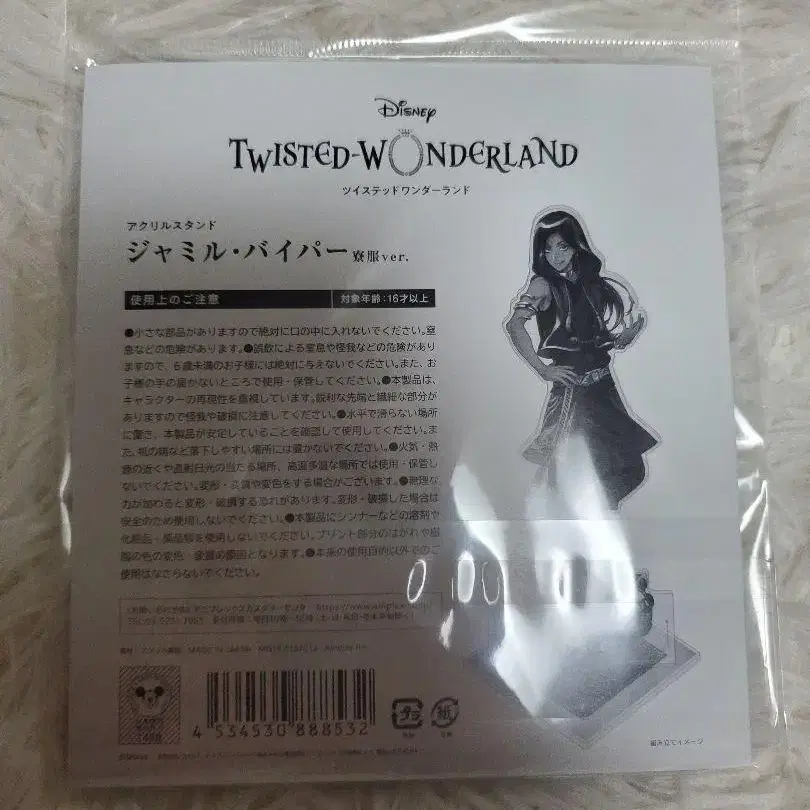 Disney
TWISTED-WONDERLAND
ツイステッドワンダーランド
アクリルスタンド
ジャミル・バイパー 寮服ver.
使用上のご注意
対象年齢:16才以上
●小さな部品がありますので絶対に口の中に入れないでください。窒
息などの危険があります。●誤飲による窒息や怪我などの危険があり
ますので、6歳未満のお子様には絶対に与えないでください。また、お
子様の手の届かないところで使用・保管してください。●本製品は、
キャラクターの再現性を重視しています。鋭利な先端と繊細な部分が
ありますので怪我や破損に注意してください。●水平で滑らない場所
に置き、本製品が安定していることを確認して使用してください。ま
た、机の端など落下しやすい場所には置かないでください。●火気・熱
源の近くや直射日光の当たる場所、高温多湿な場所では使用・保管し
ないでください。変形・変質や変色をする場合がございます。●無理な
力が加わると変形・破損する恐れがあります。変形・破損した場合は
安全のため使用しないでください。●本製品にシンナーなどの溶剤や
化粧品・薬品類を使用しないでください。プリント部分のはがれや樹
脂の色の変色・変質の原因となります。●本来の使用目的以外でのご
使用はなさらないでください。
MADE IN JAPAN
4 534530 888532
プラ
紙
組み立てイメージ